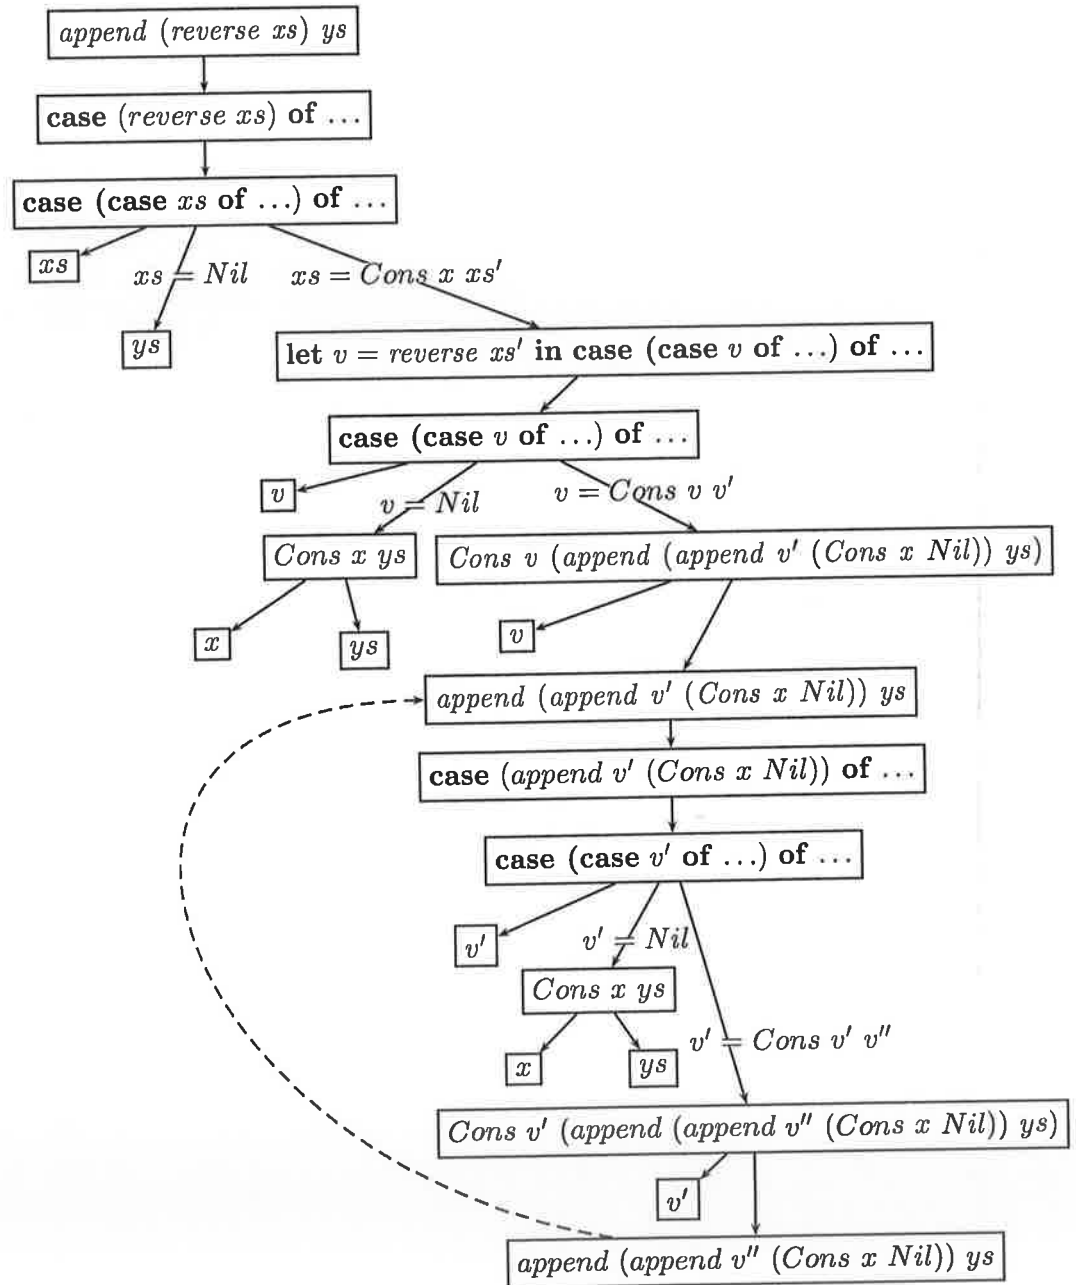 append (reverse xs) ys
case (reverse xs) of ...
case (case xs of ...) of ...
xs
xs = Nil
xs = Cons x xs′
ys
let v = reverse xs′ in case (case v of ...) of ...
case (case v of ...) of ...
v
v = Nil
v = Cons v v′
Cons x ys
Cons v (append (append v′ (Cons x Nil)) ys)
x
ys
v
append (append v′ (Cons x Nil)) ys
case (append v′ (Cons x Nil)) of ...
case (case v′ of ...) of ...
v′
v′ = Nil
Cons x ys
x
ys
v′ = Cons v′ v″
Cons v′ (append (append v″ (Cons x Nil)) ys)
v′
append (append v″ (Cons x Nil)) ys